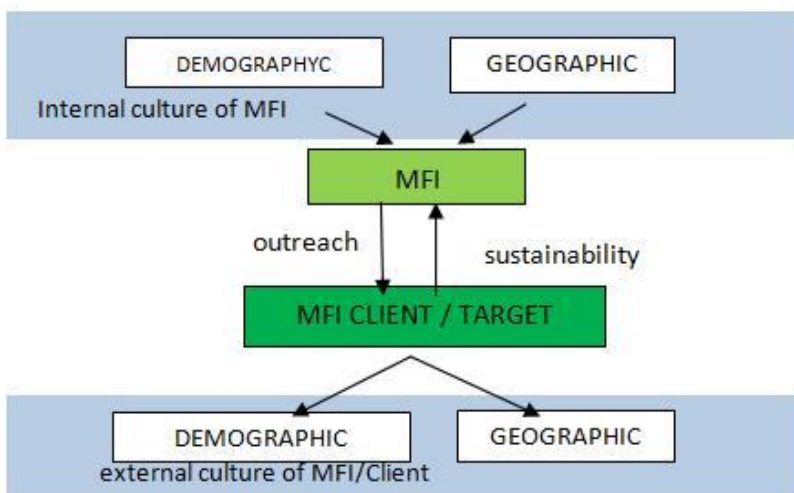 DEMOGRAPHYC
GEOGRAPHIC
Internal culture of MFI
MFI
outreach
sustainability
MFI CLIENT / TARGET
DEMOGRAPHIC
GEOGRAPHIC
external culture of MFI/Client